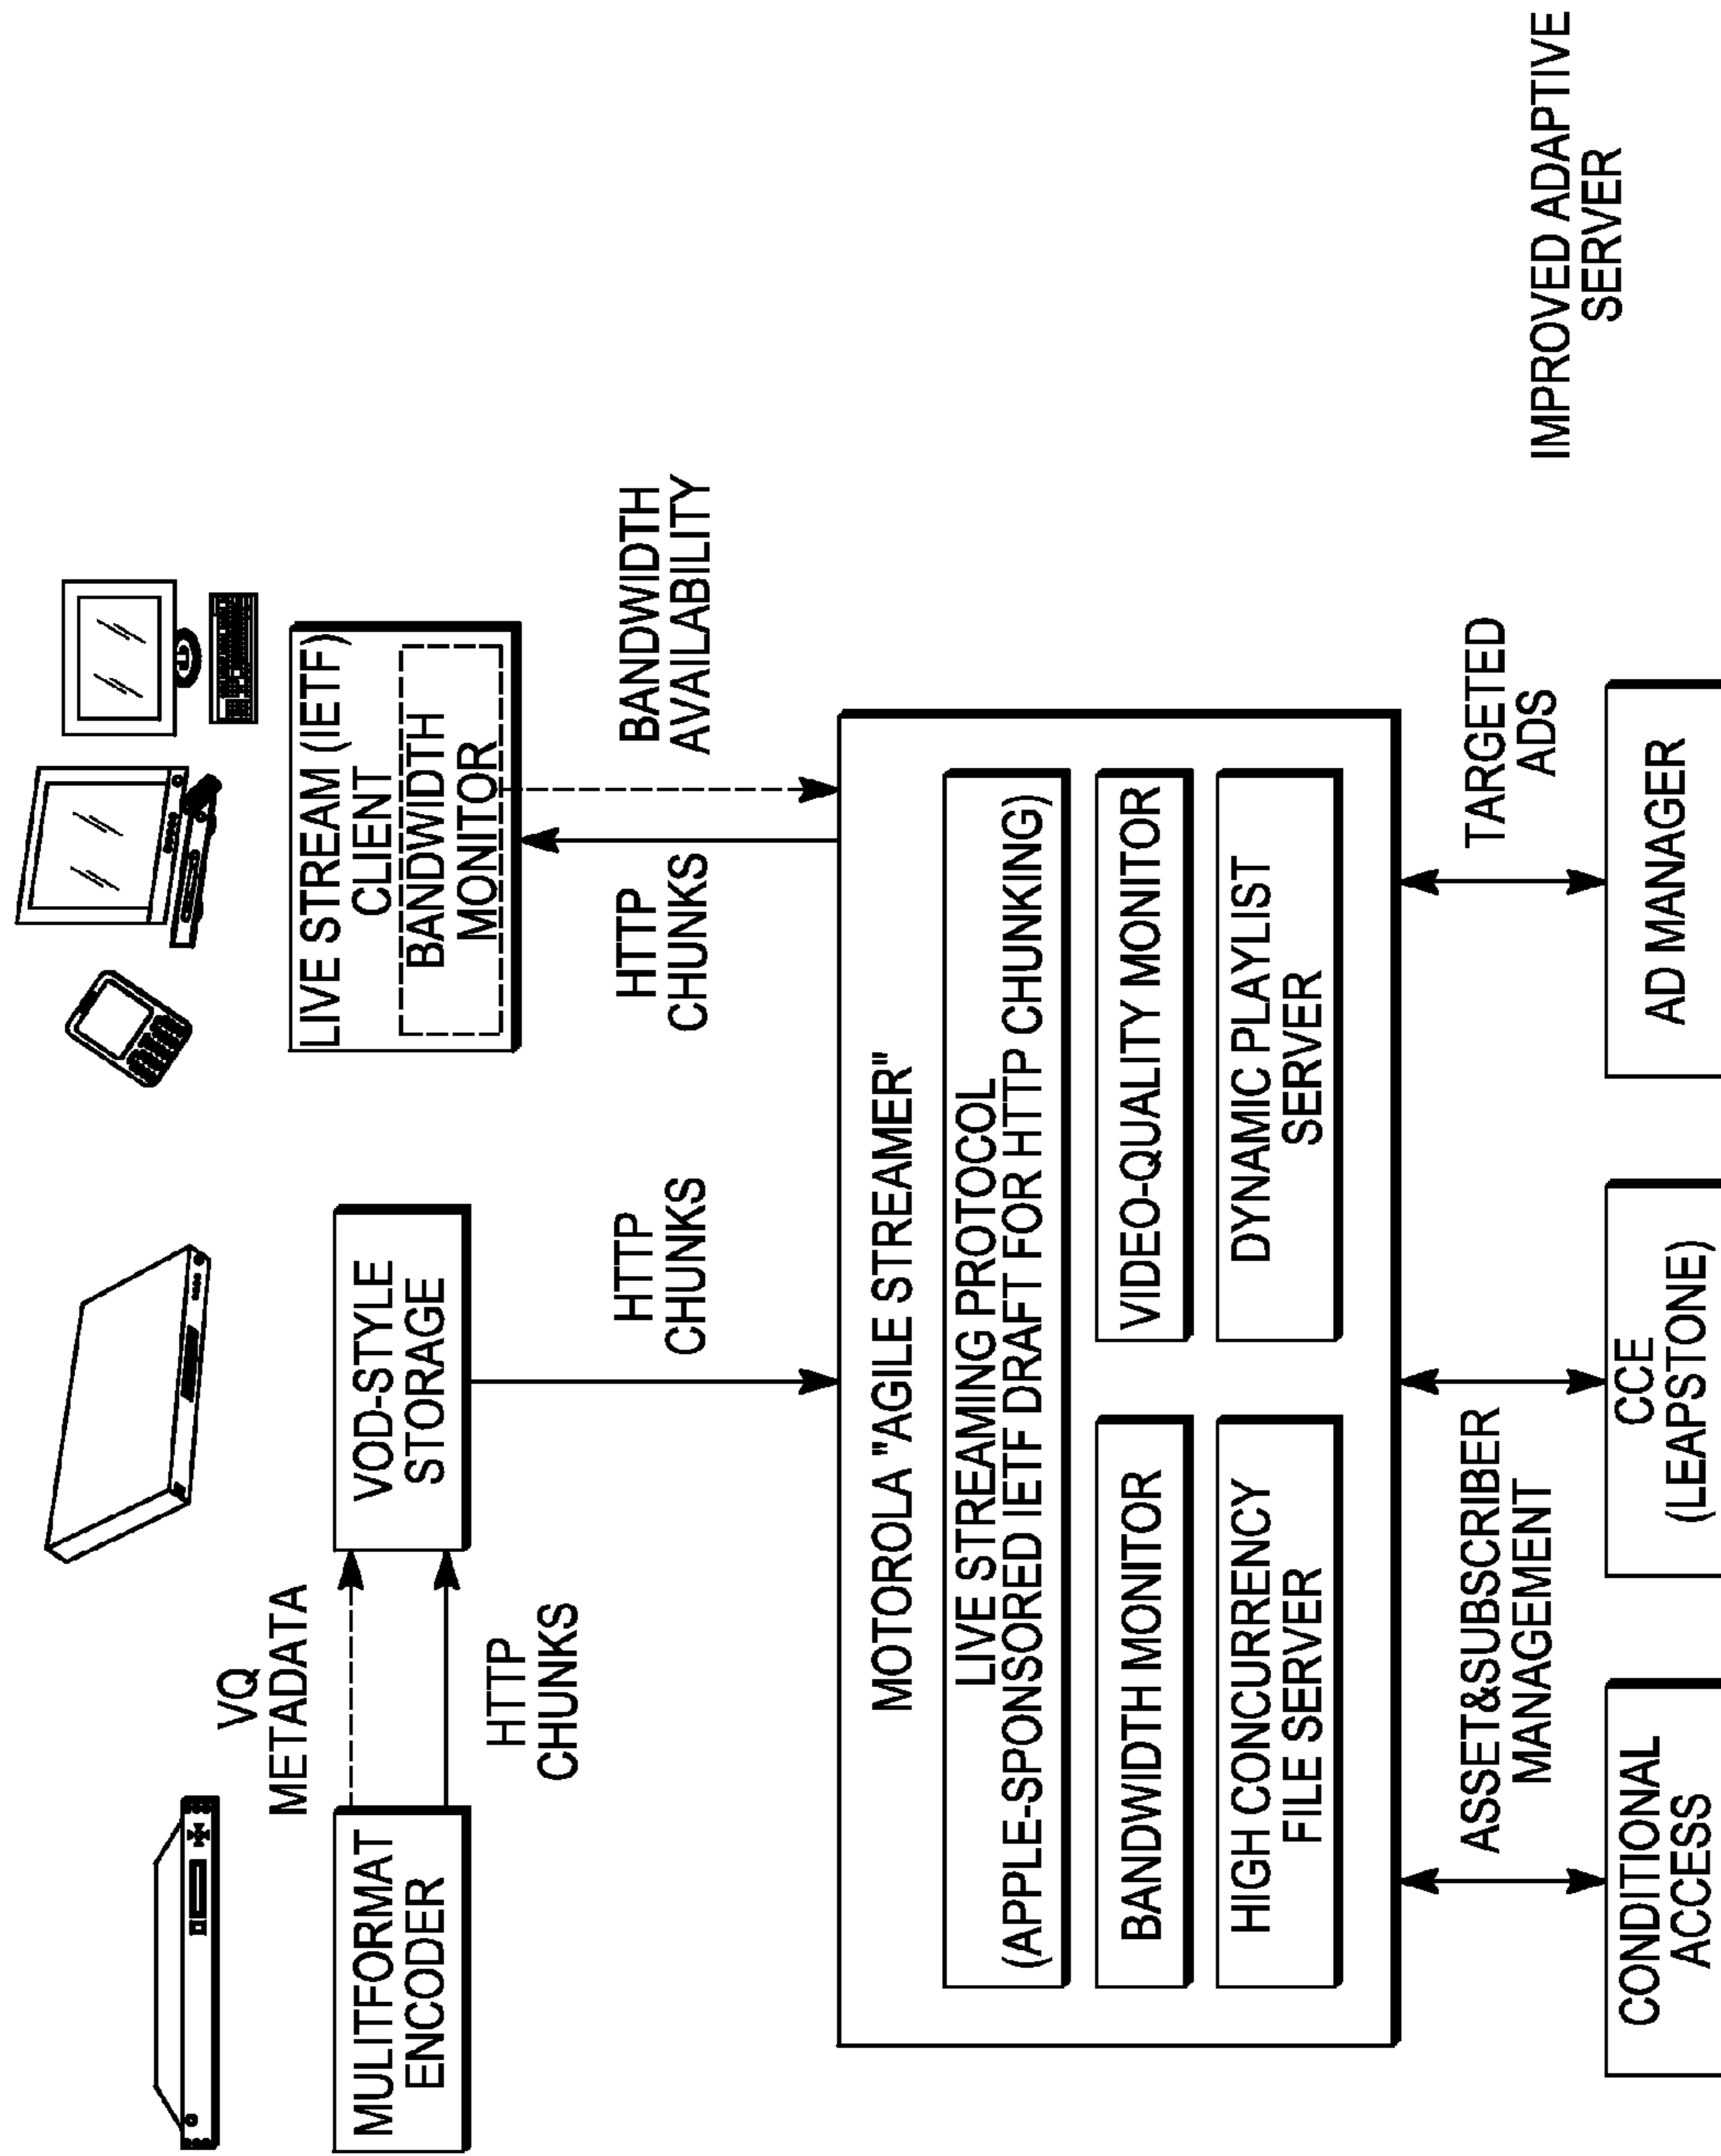 VQ
METADATA
MULITFORMAT
ENCODER
HTTP
CHUNKS
VOD-STYLE
STORAGE
HTTP
CHUNKS
LIVE STREAM (IETF)
CLIENT
BANDWIDTH
MONITOR
HTTP
CHUNKS
BANDWIDTH
AVAILABILITY
MOTOROLA "AGILE STREAMER"
LIVE STREAMING PROTOCOL
(APPLE-SPONSORED IETF DRAFT FOR HTTP CHUNKING)
BANDWIDTH MONITOR
VIDEO-QUALITY MONITOR
HIGH CONCURRENCY
FILE SERVER
DYNAMIC PLAYLIST
SERVER
ASSET&SUBSCRIBER
MANAGEMENT
TARGETED
ADS
CONDITIONAL
ACCESS
CCE
(LEAPSTONE)
AD MANAGER
IMPROVED ADAPTIVE
SERVER